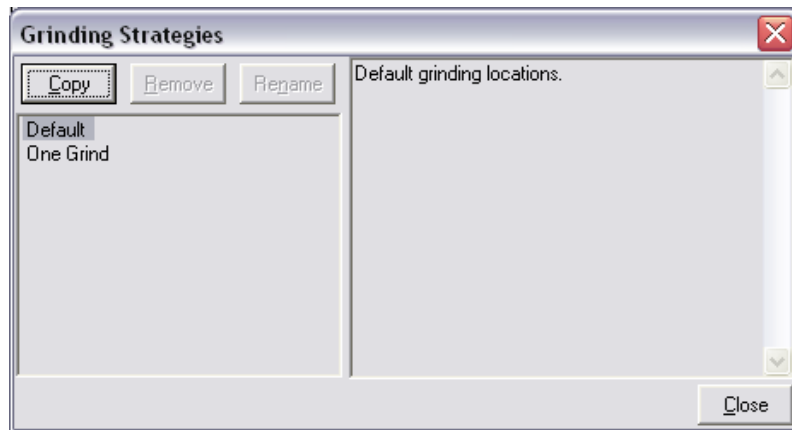 Grinding Strategies
Copy Remove Rename
Default grinding locations.
Default
One Grind
Close